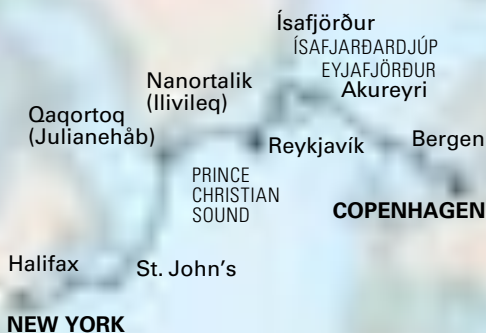 Ísafjörður
ÍSAFJARÐARDJÚP
EYJAFJÖRÐUR
Akureyri
Nanortalik
(Ilivileq)
Qaqortoq
(Julianehåb)
Reykjavík
Bergen
PRINCE
CHRISTIAN
SOUND
COPENHAGEN
Halifax
St. John's
NEW YORK